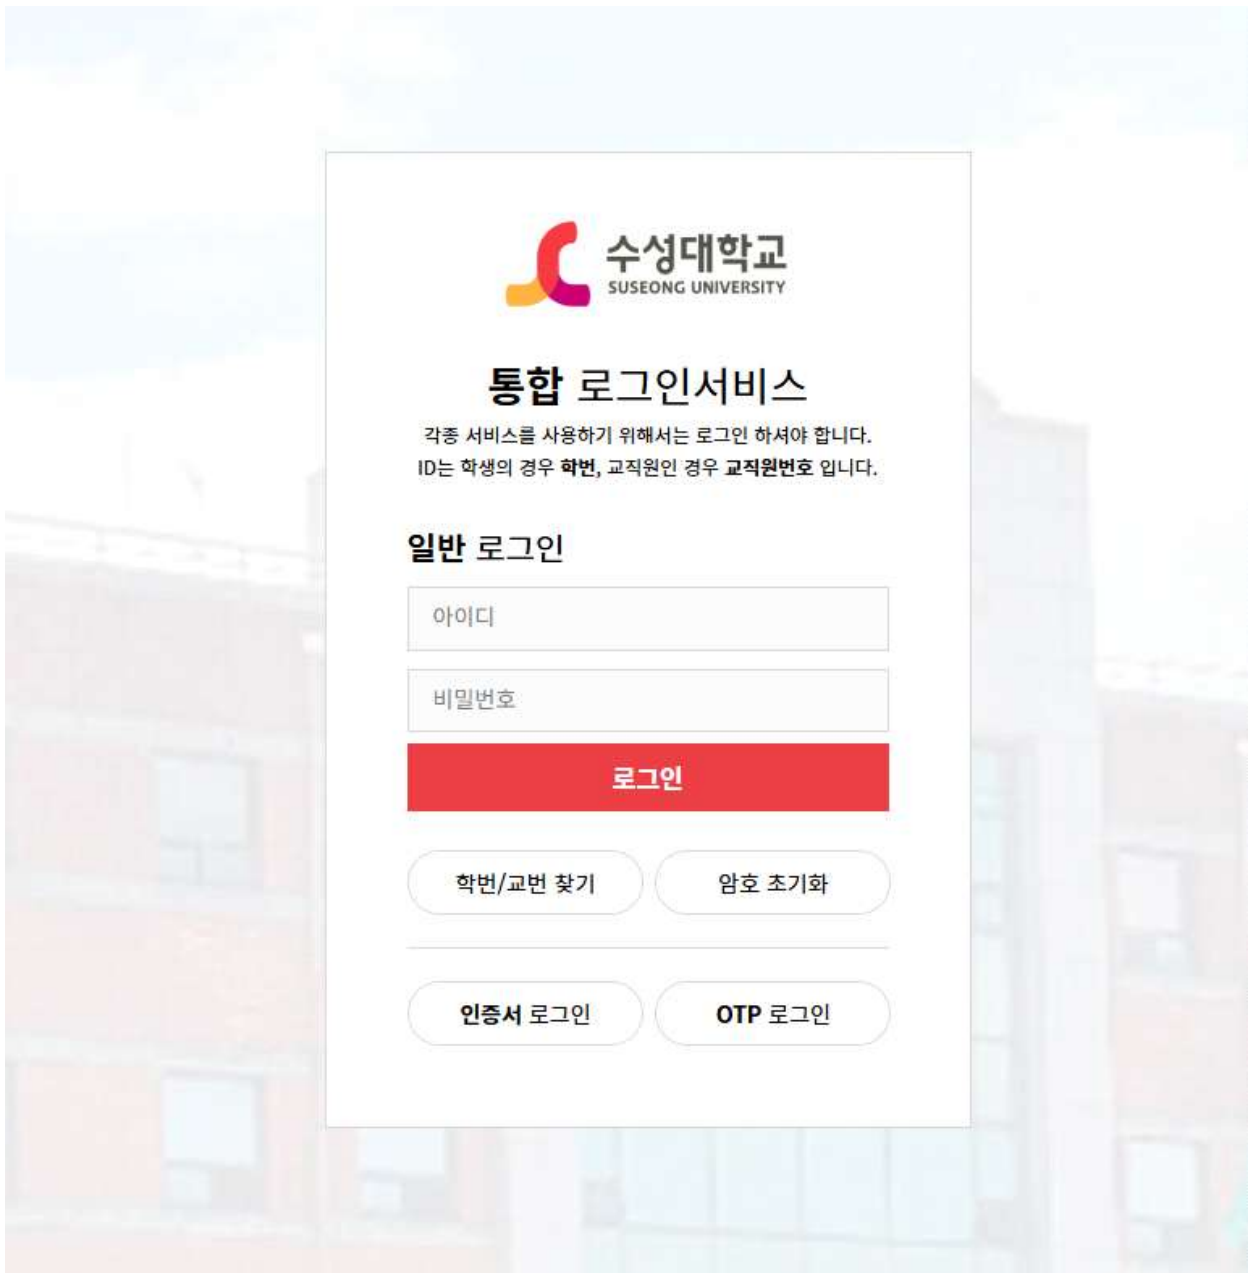 수성대학교
SUSEONG UNIVERSITY
통합 로그인서비스
각종 서비스를 사용하기 위해서는 로그인 하셔야 합니다.
ID는 학생의 경우 학번, 교직원인 경우 교직원번호 입니다.
일반 로그인
아이디
비밀번호
로그인
학번/교번 찾기
암호 초기화
인증서 로그인
OTP 로그인